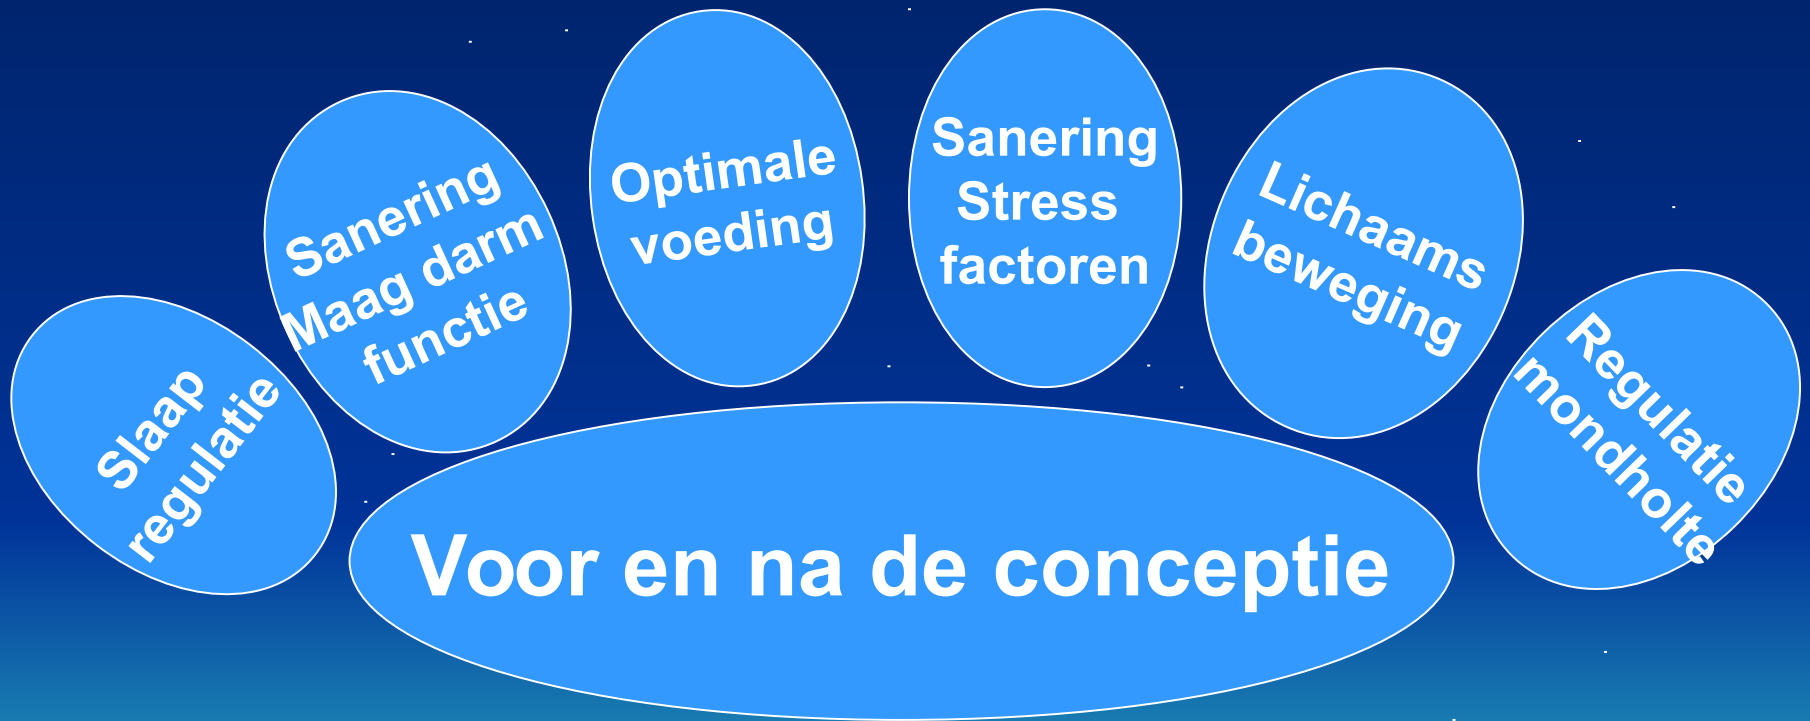 Slaap
regulatie
Sanering
Maag darm
functie
Optimale
voeding
Sanering
Stress
factoren
Lichaams
beweging
Regulatie
mondholte
Voor en na de conceptie